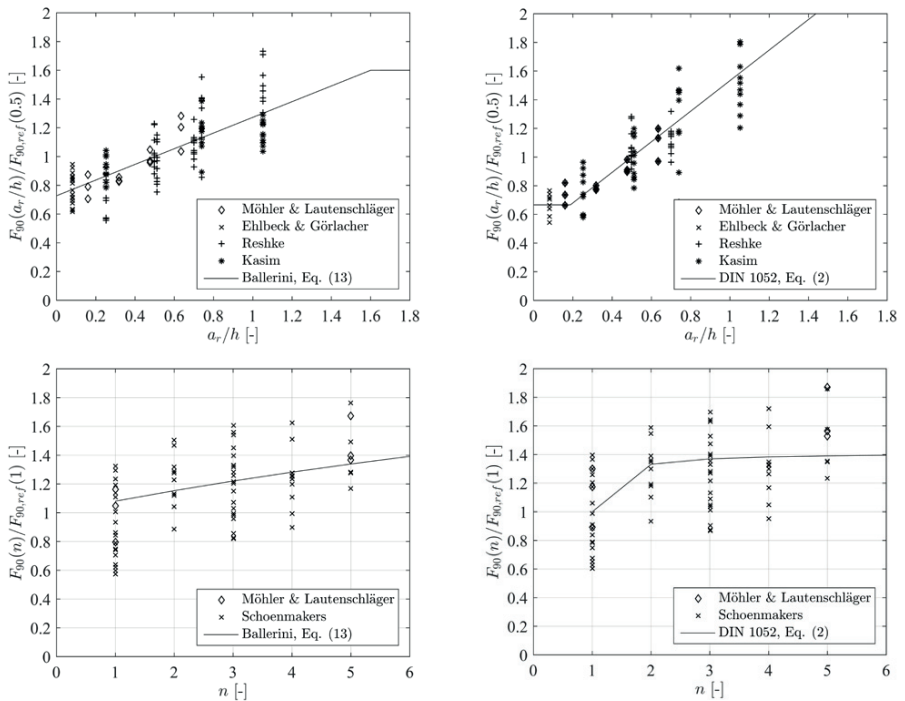 2
1.8
1.6
1.4
1.2
1
0.8
0.6
0.4
0.2
0
F90(ar/h)/F90,ref(0.5) [-]
◇ Möhler & Lautenschläger
× Ehlbeck & Görlacher
+ Reshke
* Kasim
Ballerini, Eq. (13)
0 0.2 0.4 0.6 0.8 1 1.2 1.4 1.6 1.8
ar/h [-]
2
1.8
1.6
1.4
1.2
1
0.8
0.6
0.4
0.2
0
F90(ar/h)/F90,ref(0.5) [-]
◇ Möhler & Lautenschläger
× Ehlbeck & Görlacher
+ Reshke
* Kasim
DIN 1052, Eq. (2)
0 0.2 0.4 0.6 0.8 1 1.2 1.4 1.6 1.8
ar/h [-]
2
1.8
1.6
1.4
1.2
1
0.8
0.6
0.4
0.2
0
F90(n)/F90,ref(1) [-]
◇ Möhler & Lautenschläger
× Schoenmakers
Ballerini, Eq. (13)
0 1 2 3 4 5 6
n [-]
2
1.8
1.6
1.4
1.2
1
0.8
0.6
0.4
0.2
0
F90(n)/F90,ref(1) [-]
◇ Möhler & Lautenschläger
× Schoenmakers
DIN 1052, Eq. (2)
0 1 2 3 4 5 6
n [-]